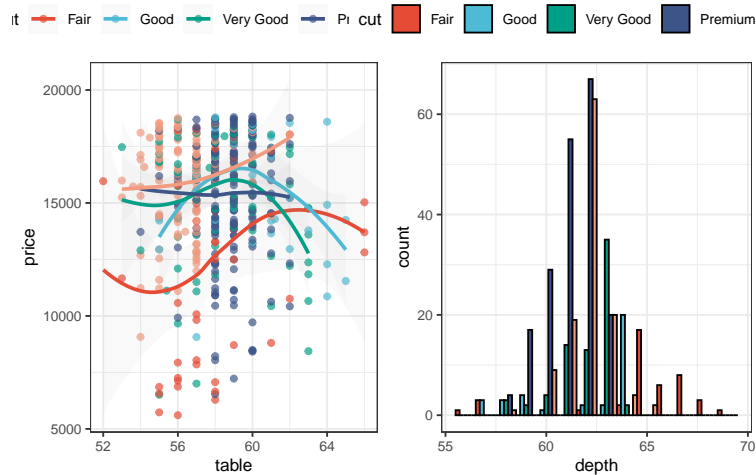 Fair Good Very Good cut Fair Good Very Good Premium
20000
15000
10000
5000
price
52 56 60 64
table
60
40
20
0
count
55 60 65 70
depth